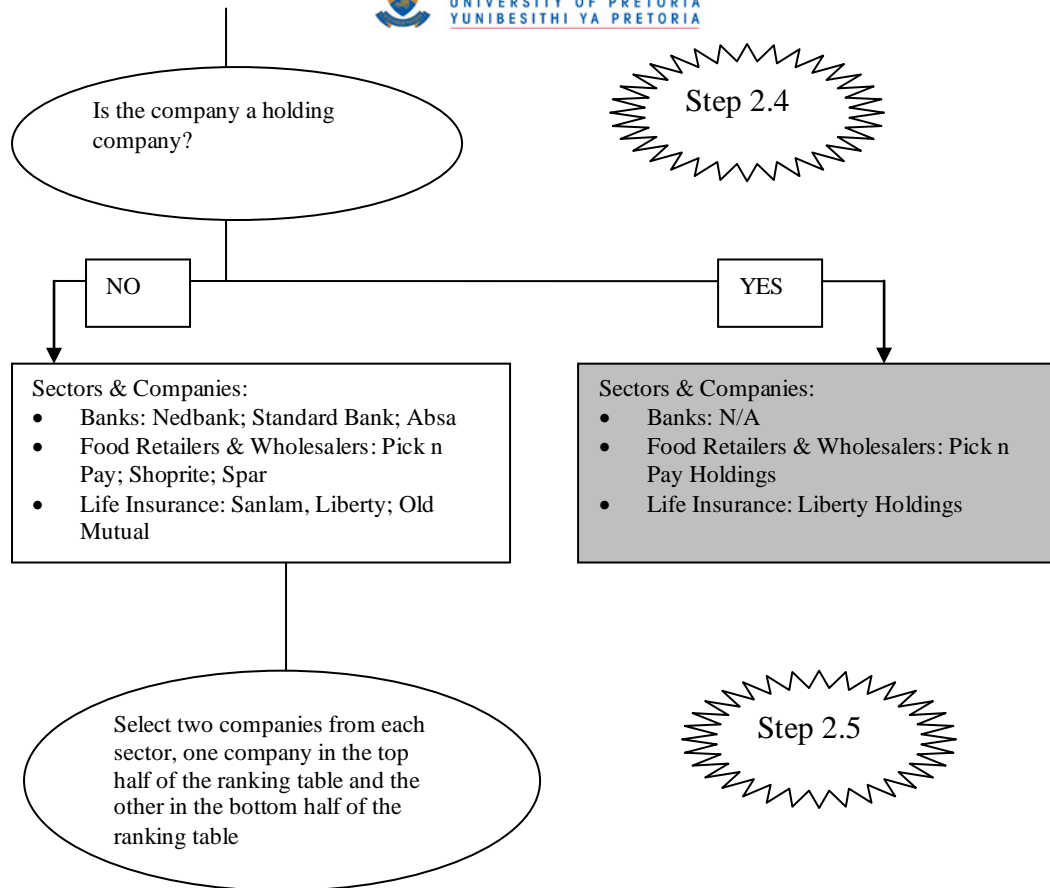 UNIVERSITY OF PRETORIA
YUNIBESITHI YA PRETORIA
Is the company a holding
company?
Step 2.4
NO
YES
Sectors & Companies:
• Banks: Nedbank; Standard Bank; Absa
• Food Retailers & Wholesalers: Pick n
Pay; Shoprite; Spar
• Life Insurance: Sanlam, Liberty; Old
Mutual
Sectors & Companies:
• Banks: N/A
• Food Retailers & Wholesalers: Pick n
Pay Holdings
• Life Insurance: Liberty Holdings
Select two companies from each
sector, one company in the top
half of the ranking table and the
other in the bottom half of the
ranking table
Step 2.5